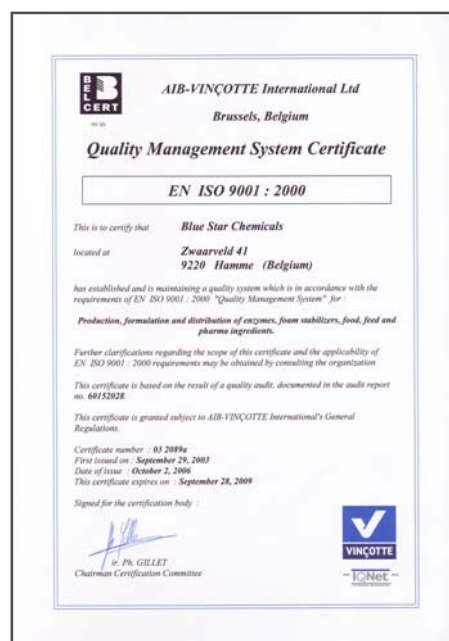 BELCERT
AIB-VINÇOTTE International Ltd
Brussels, Belgium
Quality Management System Certificate
EN ISO 9001 : 2000
This is to certify that Blue Star Chemicals
located at Zwaarveld 41
9220 Hamme (Belgium)
has established and is maintaining a quality system which is in accordance with the
requirements of EN ISO 9001 : 2000 "Quality Management System" for :
Production, formulation and distribution of enzymes, foam stabilizers, food, feed and
pharma ingredients.
Further clarifications regarding the scope of this certificate and the applicability of
EN ISO 9001 : 2000 requirements may be obtained by consulting the organization
This certificate is based on the result of a quality audit, documented in the audit report
no. 60152028.
This certificate is granted subject to AIB-VINÇOTTE International's General
Regulations.
Certificate number : 03 2089a
First issued on : September 29, 2003
Date of issue : October 2, 2006
This certificate expires on : September 28, 2009
Signed for the certification body :
ir. Ph. GILLET
Chairman Certification Committee
VINÇOTTE
IQNet